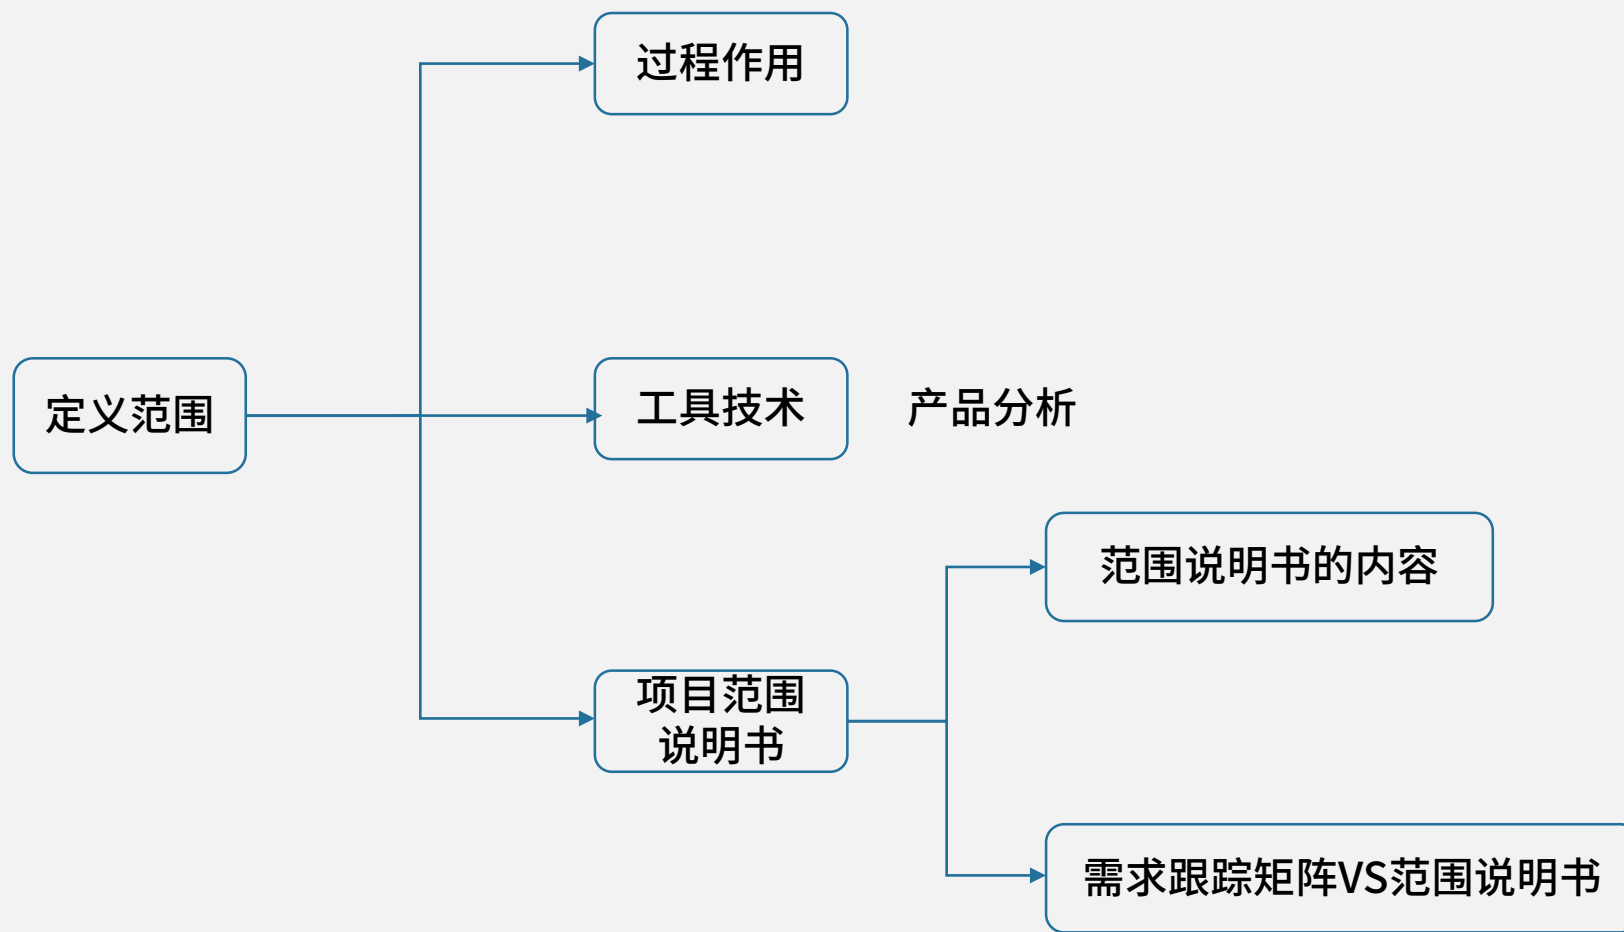 过程作用
定义范围
工具技术
产品分析
范围说明书的内容
项目范围
说明书
需求跟踪矩阵VS范围说明书